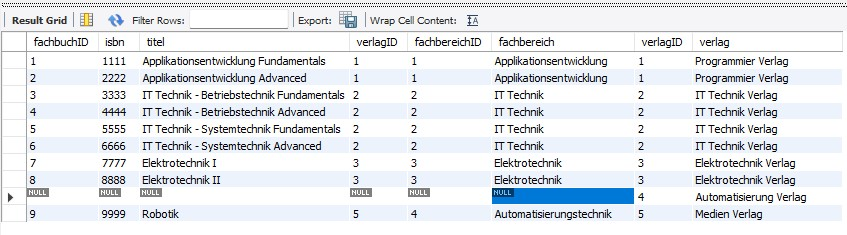 Result Grid Filter Rows: Export: Wrap Cell Content:
fachbuchID isbn titel verlagID fachbereichID fachbereich verlagID verlag
1 1111 Applikationsentwicklung Fundamentals 1 1 Applikationsentwicklung 1 Programmier Verlag
2 2222 Applikationsentwicklung Advanced 1 1 Applikationsentwicklung 1 Programmier Verlag
3 3333 IT Technik - Betriebstechnik Fundamentals 2 2 IT Technik 2 IT Technik Verlag
4 4444 IT Technik - Betriebstechnik Advanced 2 2 IT Technik 2 IT Technik Verlag
5 5555 IT Technik - Systemtechnik Fundamentals 2 2 IT Technik 2 IT Technik Verlag
6 6666 IT Technik - Systemtechnik Advanced 2 2 IT Technik 2 IT Technik Verlag
7 7777 Elektrotechnik I 3 3 Elektrotechnik 3 Elektrotechnik Verlag
8 8888 Elektrotechnik II 3 3 Elektrotechnik 3 Elektrotechnik Verlag
NULL NULL NULL NULL NULL NULL 4 Automatisierung Verlag
9 9999 Robotik 5 4 Automatisierungstechnik 5 Medien Verlag